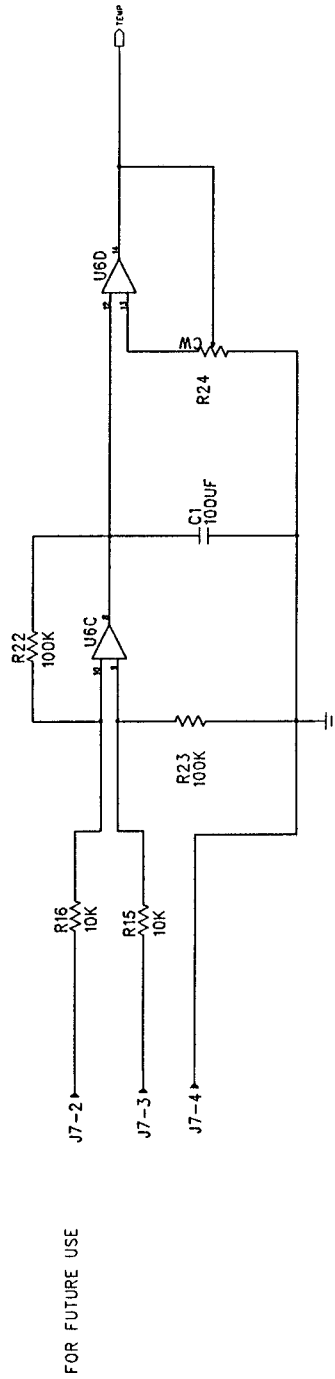 FOR FUTURE USE
J7-2
J7-3
J7-4
R16
10K
R15
10K
R22
100K
10
9
8
U6C
R23
100K
C1
100UF
12
13
14
U6D
CW
R24
TEMP